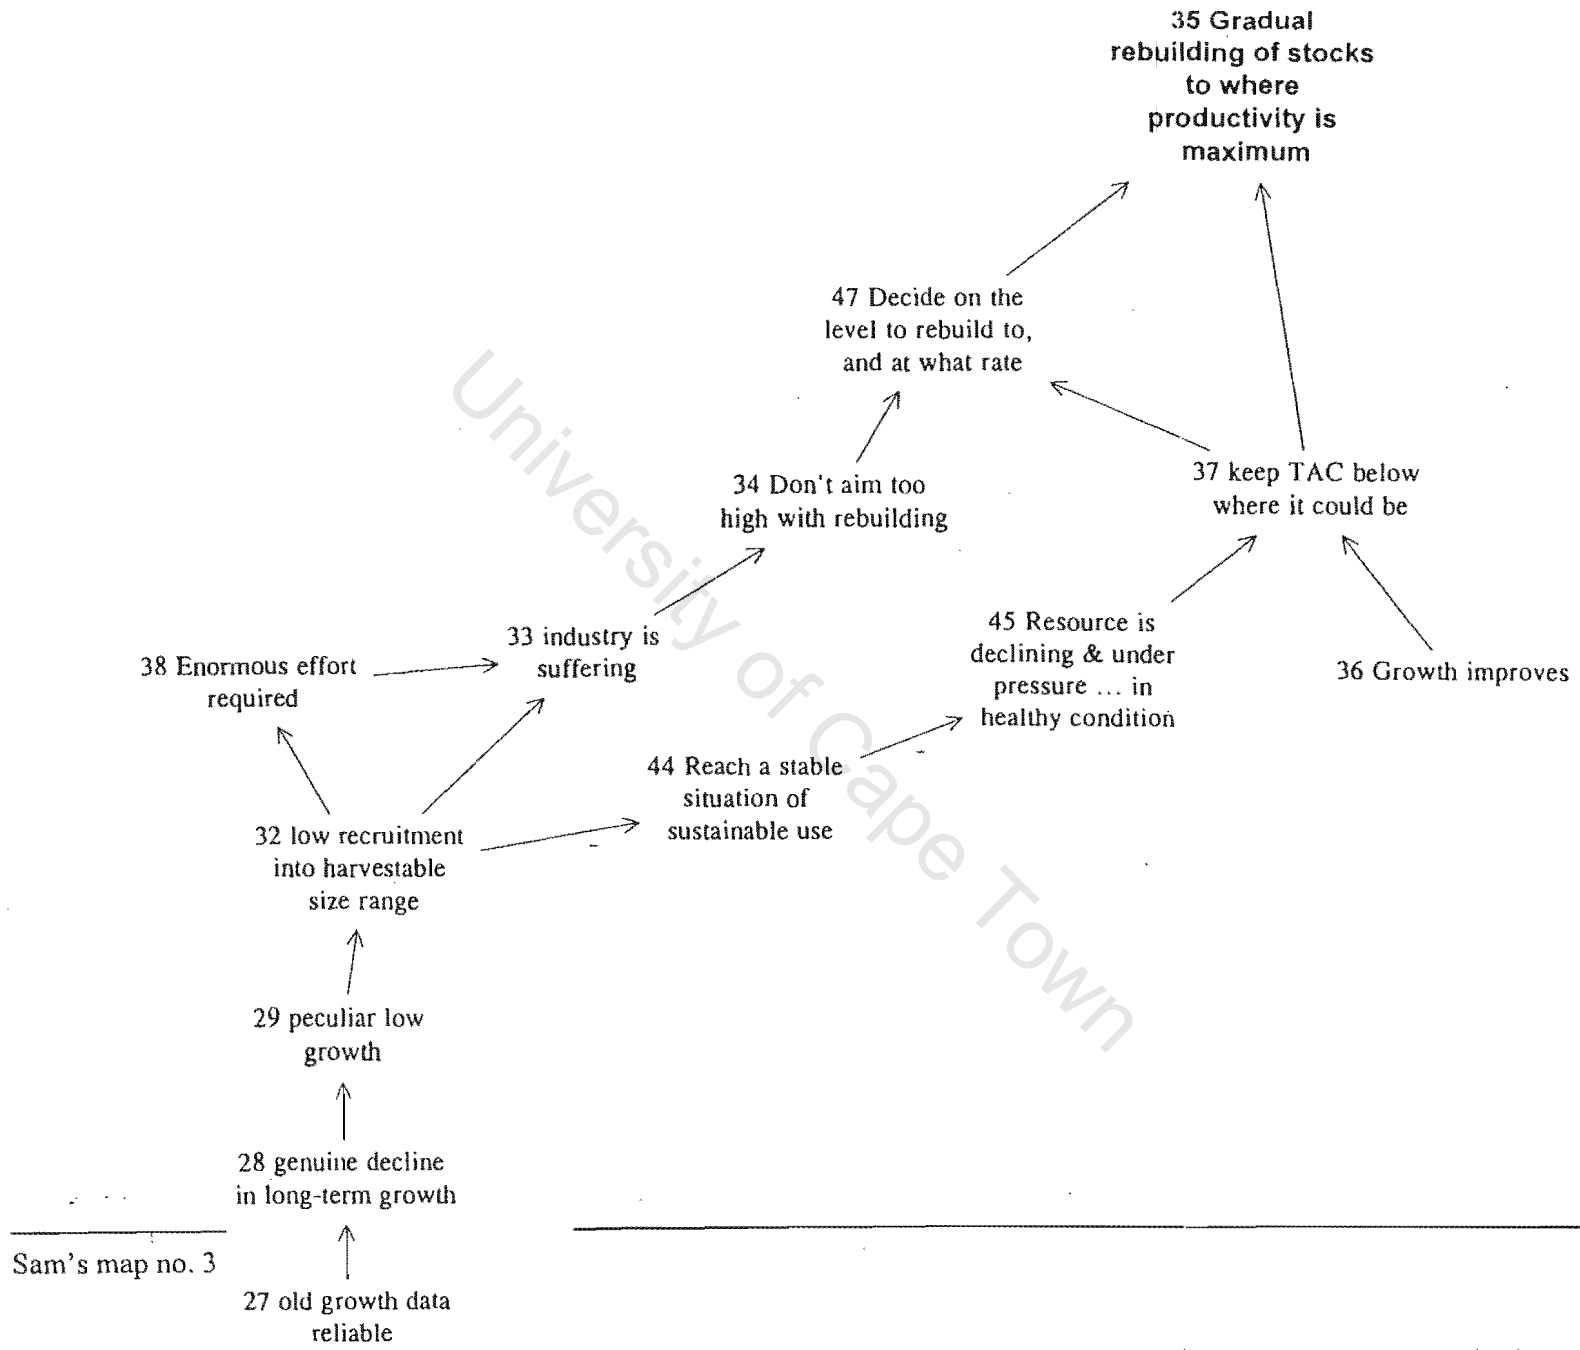 35 Gradual
rebuilding of stocks
to where
productivity is
maximum
47 Decide on the
level to rebuild to,
and at what rate
34 Don't aim too
high with rebuilding
37 keep TAC below
where it could be
38 Enormous effort
required
33 industry is
suffering
45 Resource is
declining & under
pressure ... in
healthy condition
36 Growth improves
44 Reach a stable
situation of
sustainable use
32 low recruitment
into harvestable
size range
29 peculiar low
growth
28 genuine decline
in long-term growth
Sam's map no. 3
27 old growth data
reliable
University of Cape Town